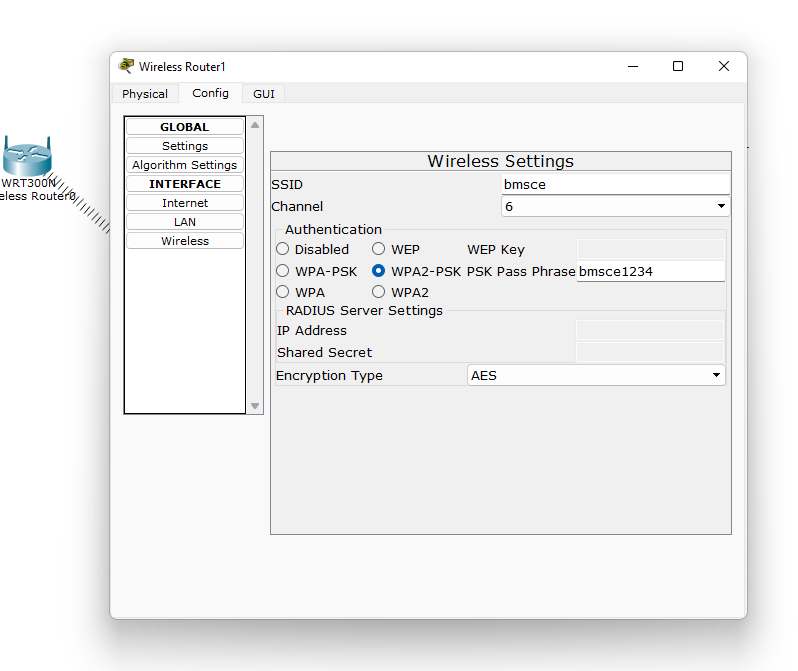 Wireless Router1
Physical Config GUI
GLOBAL
Settings
Algorithm Settings
INTERFACE
Internet
LAN
Wireless
Wireless Settings
SSID bmsce
Channel 6
Authentication
Disabled WEP WEP Key
WPA-PSK WPA2-PSK PSK Pass Phrase bmsce1234
WPA WPA2
RADIUS Server Settings
IP Address
Shared Secret
Encryption Type AES
WRT300N
eless Router0